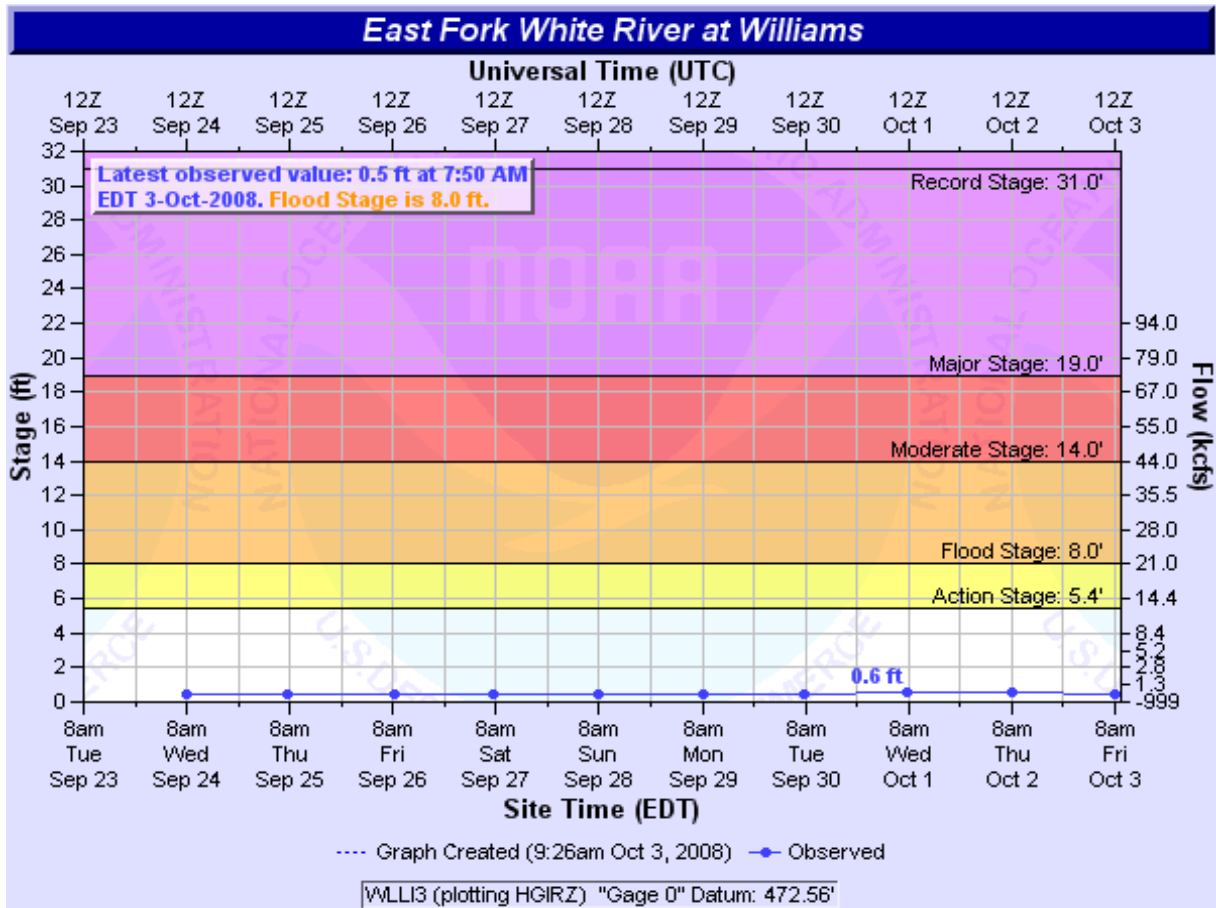 East Fork White River at Williams
Universal Time (UTC)
12Z 12Z 12Z 12Z 12Z 12Z 12Z 12Z 12Z 12Z 12Z
Sep 23 Sep 24 Sep 25 Sep 26 Sep 27 Sep 28 Sep 29 Sep 30 Oct 1 Oct 2 Oct 3
Latest observed value: 0.5 ft at 7:50 AM
EDT 3-Oct-2008. Flood Stage is 8.0 ft.
Record Stage: 31.0'
Major Stage: 19.0'
Moderate Stage: 14.0'
Flood Stage: 8.0'
Action Stage: 5.4'
0.6 ft
NOAA
NATIONAL OCEAN
ADMINISTRATION
U.S.DE
MERCE
Stage (ft)
32
30
28
26
24
22
20
18
16
14
12
10
8
6
4
2
0
Flow (kcfs)
94.0
79.0
67.0
55.0
44.0
35.5
28.0
21.0
14.4
8.4
5.2
2.8
1.3
-999
8am 8am 8am 8am 8am 8am 8am 8am 8am 8am 8am
Tue Wed Thu Fri Sat Sun Mon Tue Wed Thu Fri
Sep 23 Sep 24 Sep 25 Sep 26 Sep 27 Sep 28 Sep 29 Sep 30 Oct 1 Oct 2 Oct 3
Site Time (EDT)
Graph Created (9:26am Oct 3, 2008) Observed
WLLI3 (plotting HGIRZ) "Gage 0" Datum: 472.56'